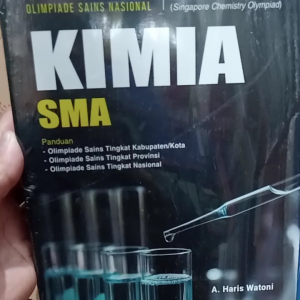 OLIMPIADE SAINS NASIONAL
(Singapore Chemistry Olympiad)
KIMIA
SMA
Panduan
- Olimpiade Sains Tingkat Kabupaten/Kota
- Olimpiade Sains Tingkat Provinsi
- Olimpiade Sains Tingkat Nasional
A. Haris Watoni